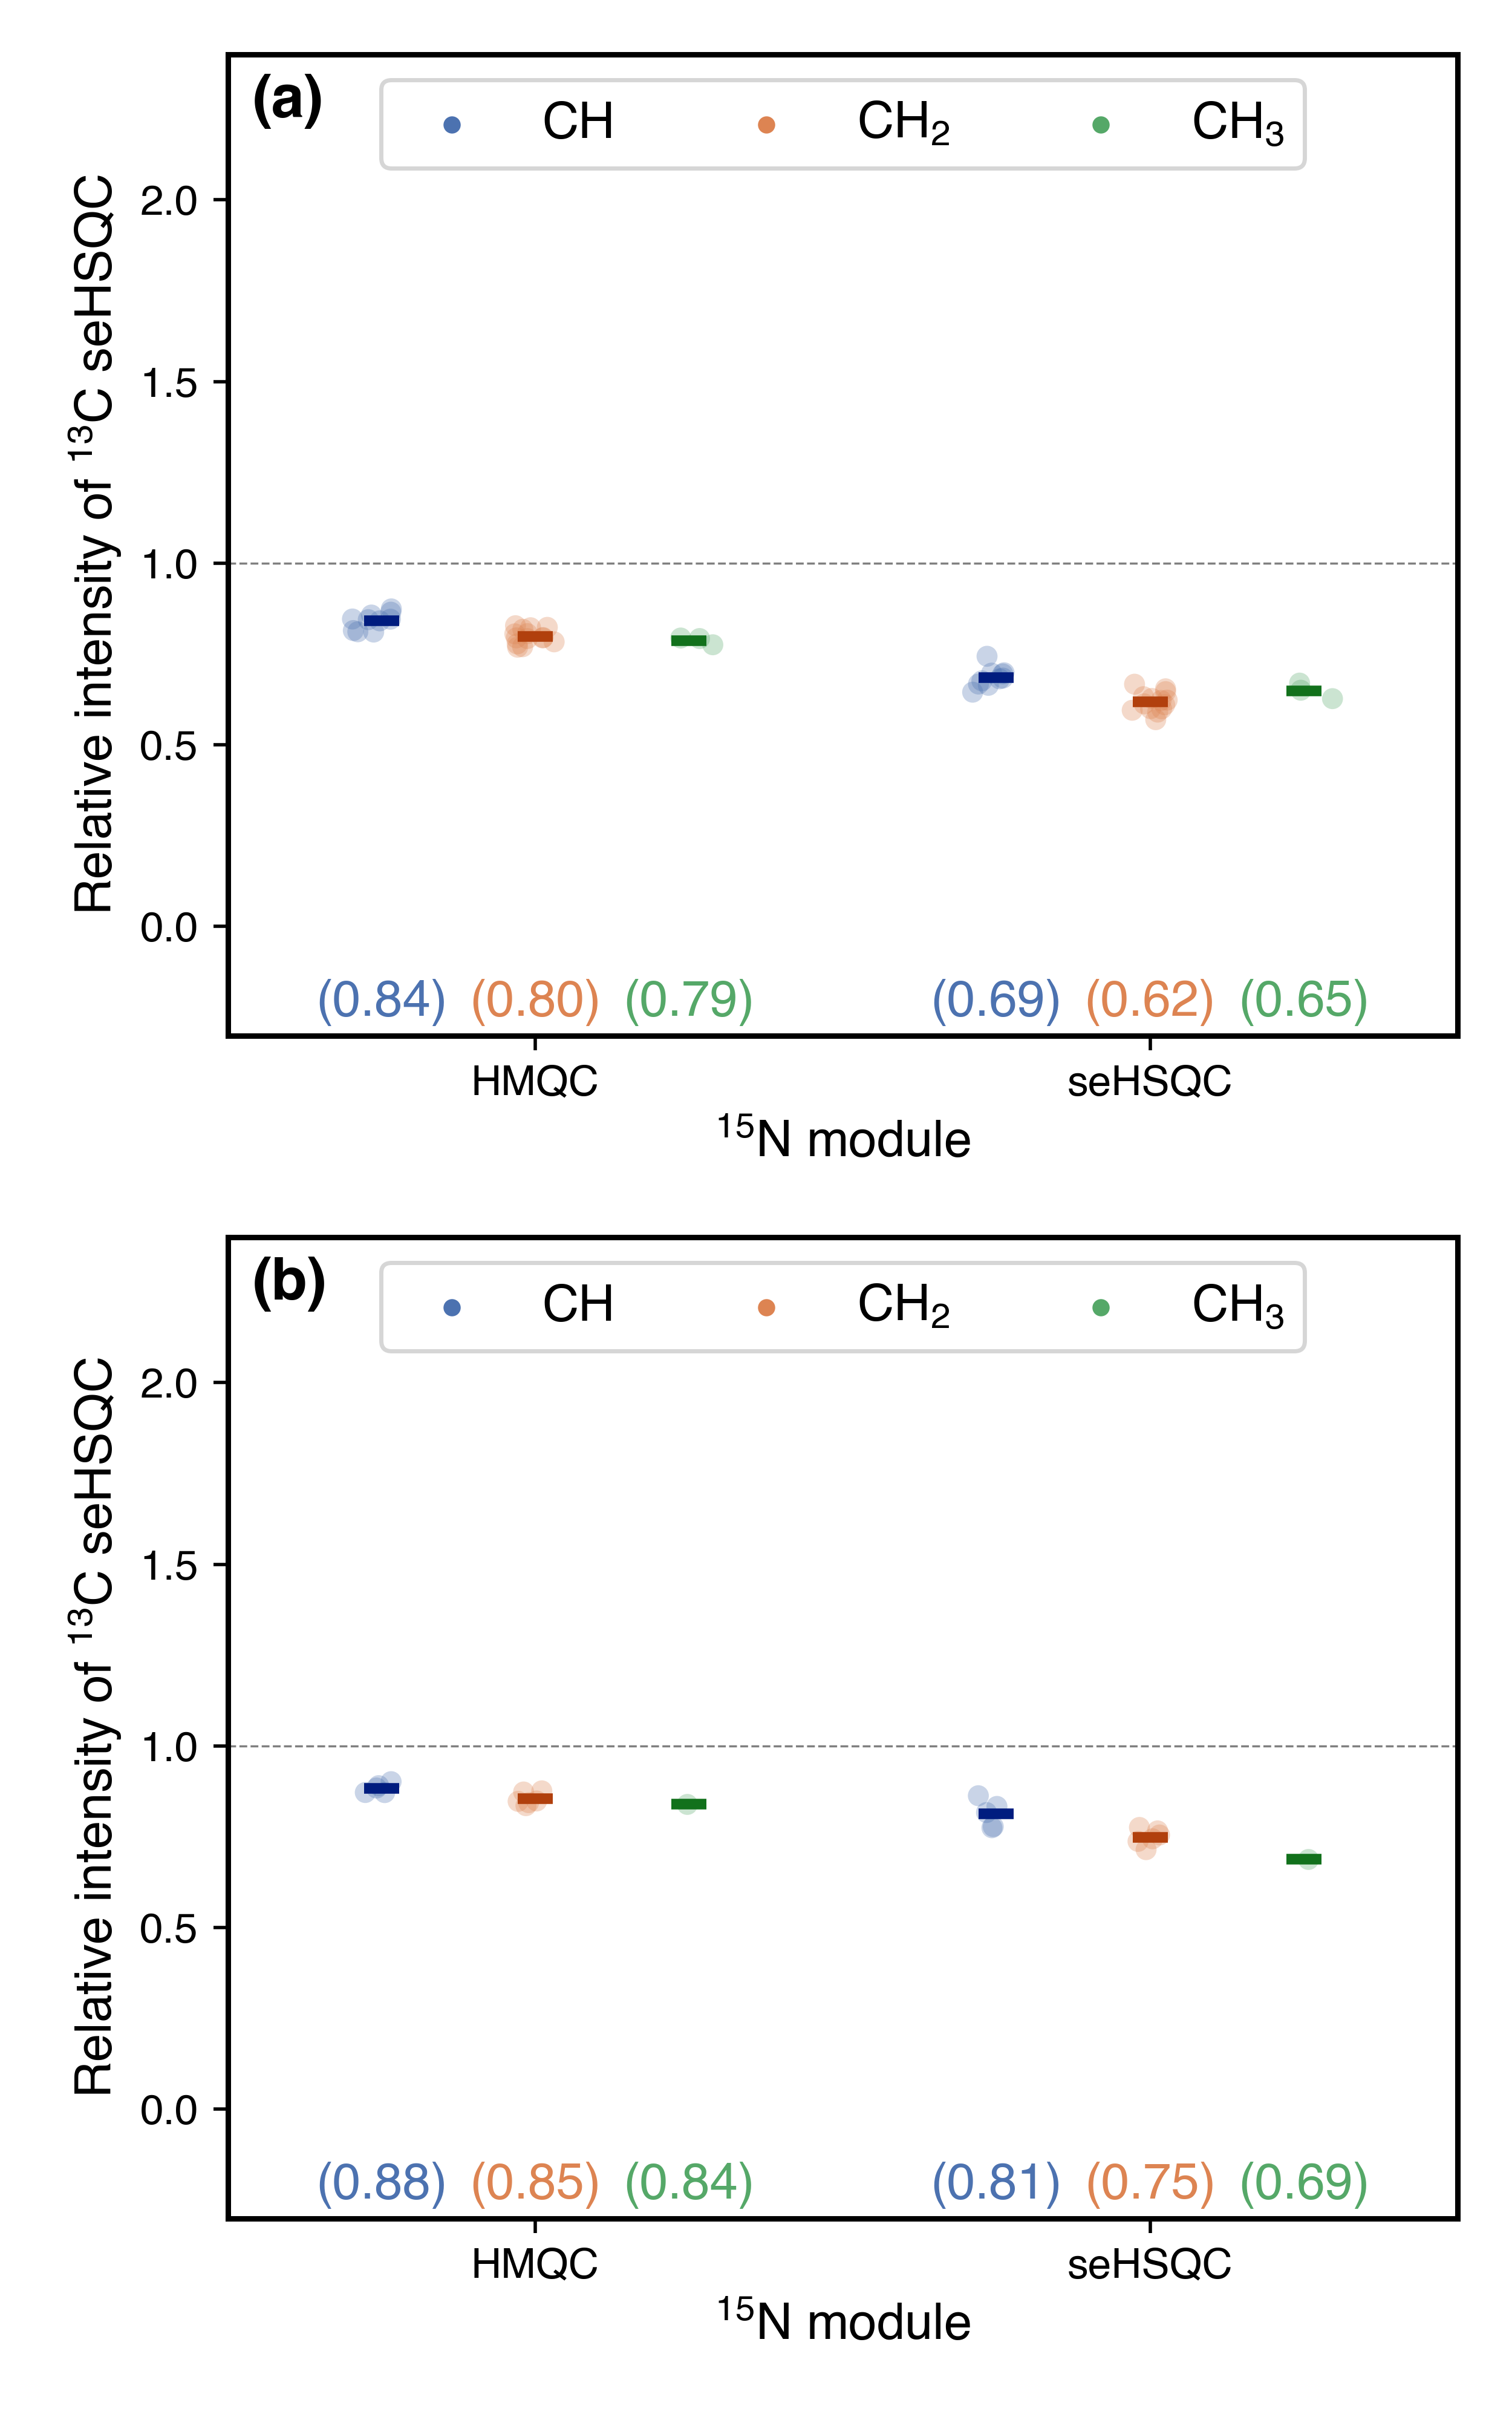 (a)
CH CH₂ CH₃
Relative intensity of ¹³C seHSQC
2.0
1.5
1.0
0.5
0.0
(0.84) (0.80) (0.79) (0.69) (0.62) (0.65)
HMQC seHSQC
¹⁵N module
(b)
CH CH₂ CH₃
Relative intensity of ¹³C seHSQC
2.0
1.5
1.0
0.5
0.0
(0.88) (0.85) (0.84) (0.81) (0.75) (0.69)
HMQC seHSQC
¹⁵N module